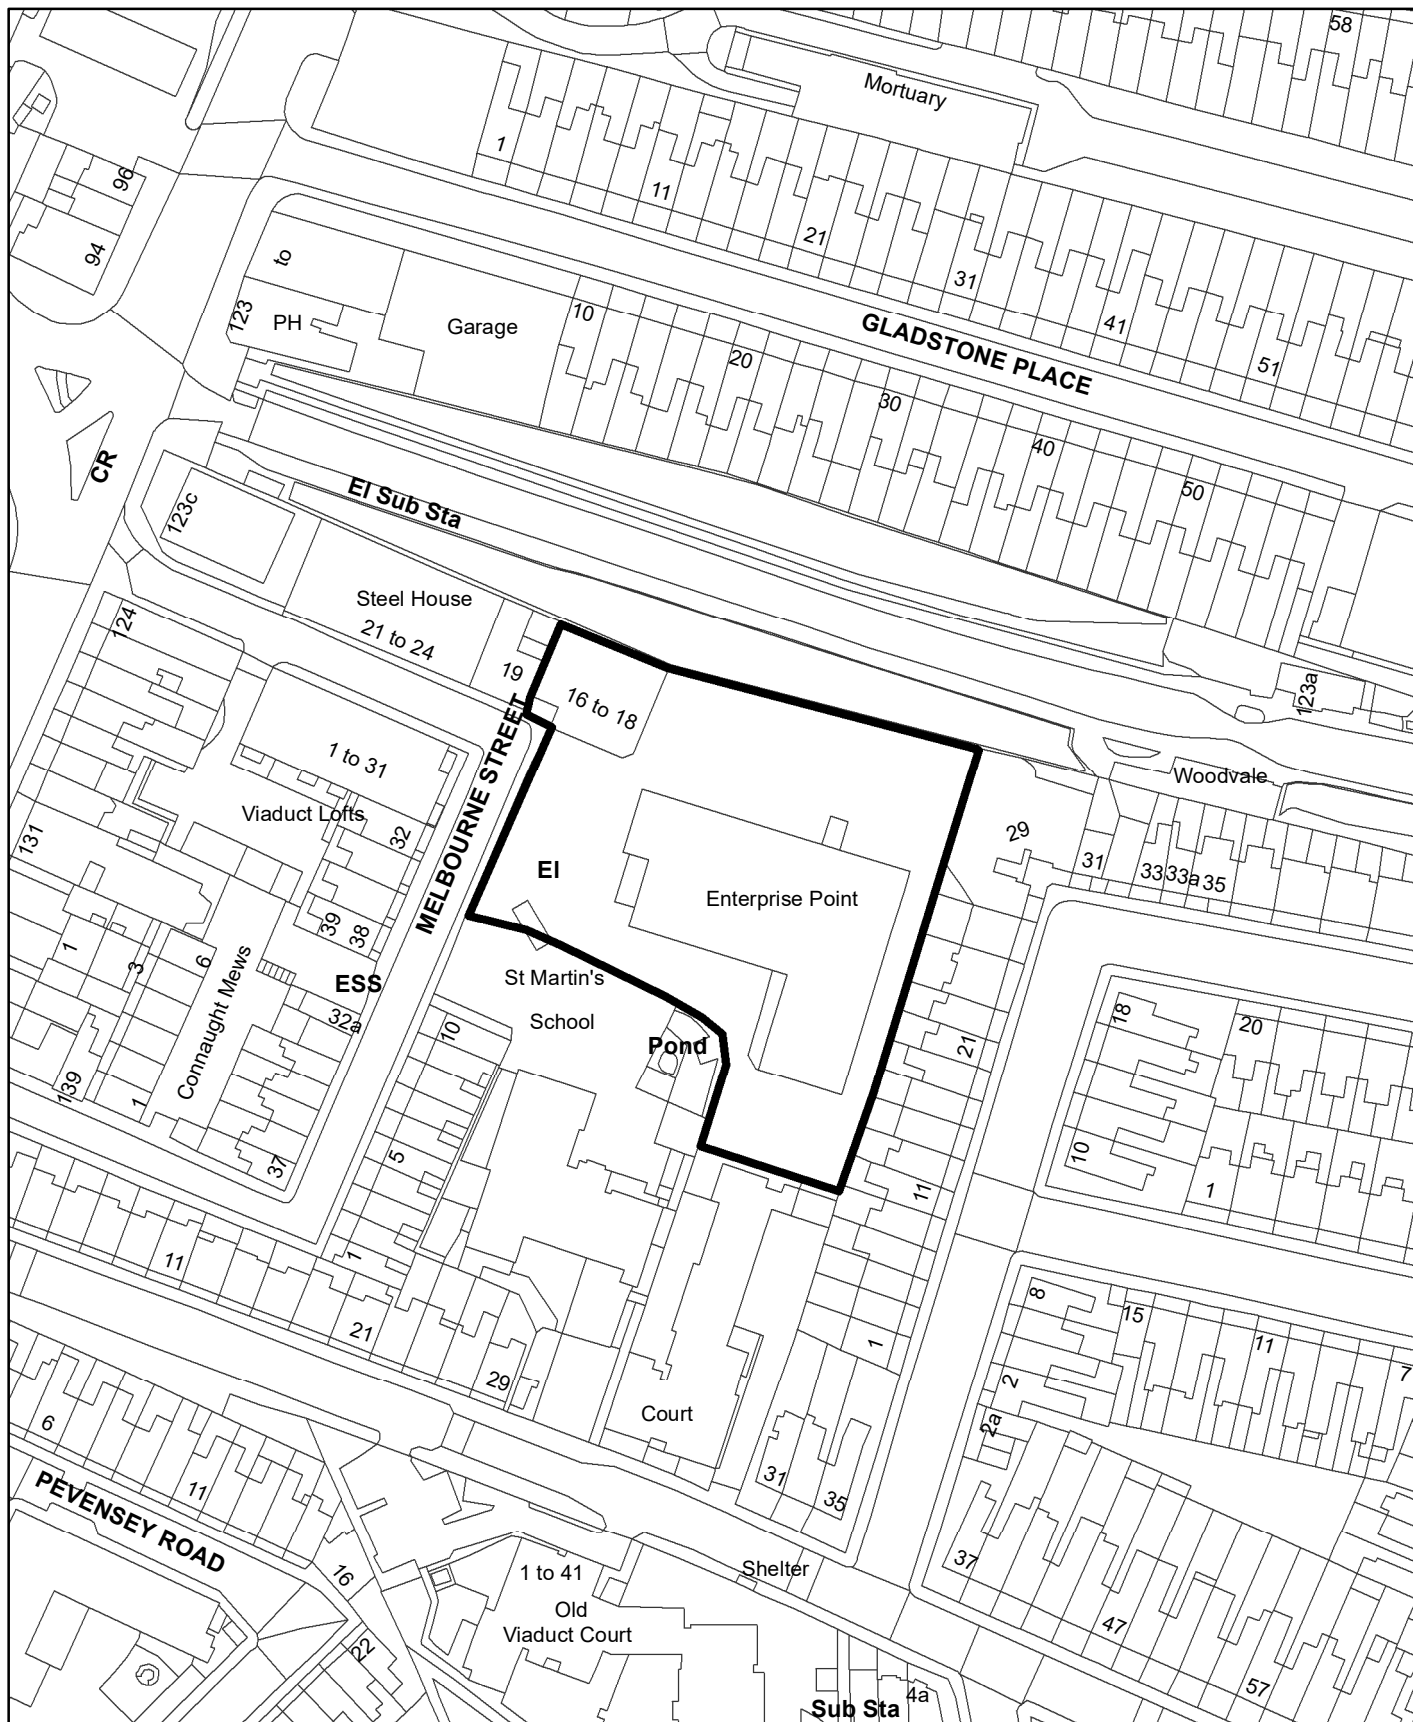 58
Mortuary
1
11
96
21
94
to
31
123
PH
Garage
10
GLADSTONE PLACE
41
20
51
30
40
CR
50
El Sub Sta
123c
Steel House
21 to 24
124
19
16 to 18
123a
MELBOURNE STREET
1 to 31
Woodvale
Viaduct Lofts
32
29
131
31
33
33a
35
El
Enterprise Point
39
38
1
3
6
St Martin's
School
ESS
32a
Connaught Mews
10
Pond
18
20
21
139
1
37
5
10
11
1
11
1
21
8
15
11
7
1
29
2
2a
Court
6
11
31
35
PEVENSEY ROAD
16
1 to 41
Shelter
37
Old
Viaduct Court
47
22
57
4a
Sub Sta